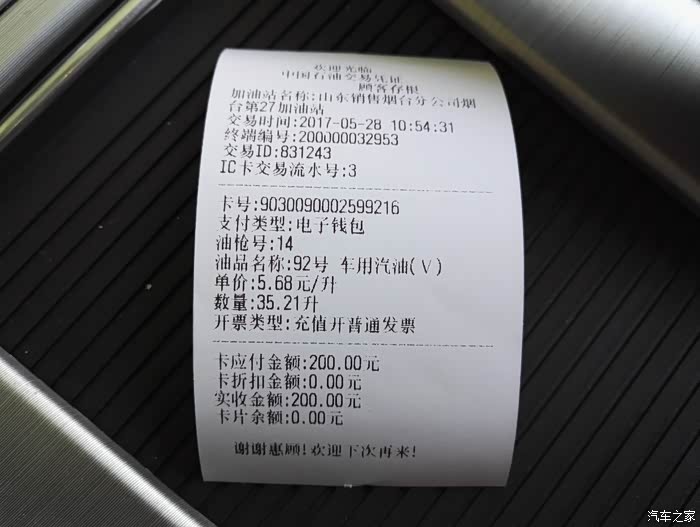 欢迎光临
中国石油交易凭证
顾客存根
加油站名称:山东销售烟台分公司烟
台第27加油站
交易时间:2017-05-28 10:54:31
终端编号:200000032953
交易ID:831243
IC卡交易流水号:3
卡号:9030090002599216
支付类型:电子钱包
油枪号:14
油品名称:92号 车用汽油(Ⅴ)
单价:5.68元/升
数量:35.21升
开票类型:充值开普通发票
卡应付金额:200.00元
卡折扣金额:0.00元
实收金额:200.00元
卡片余额:0.00元
谢谢惠顾!欢迎下次再来!
汽车之家